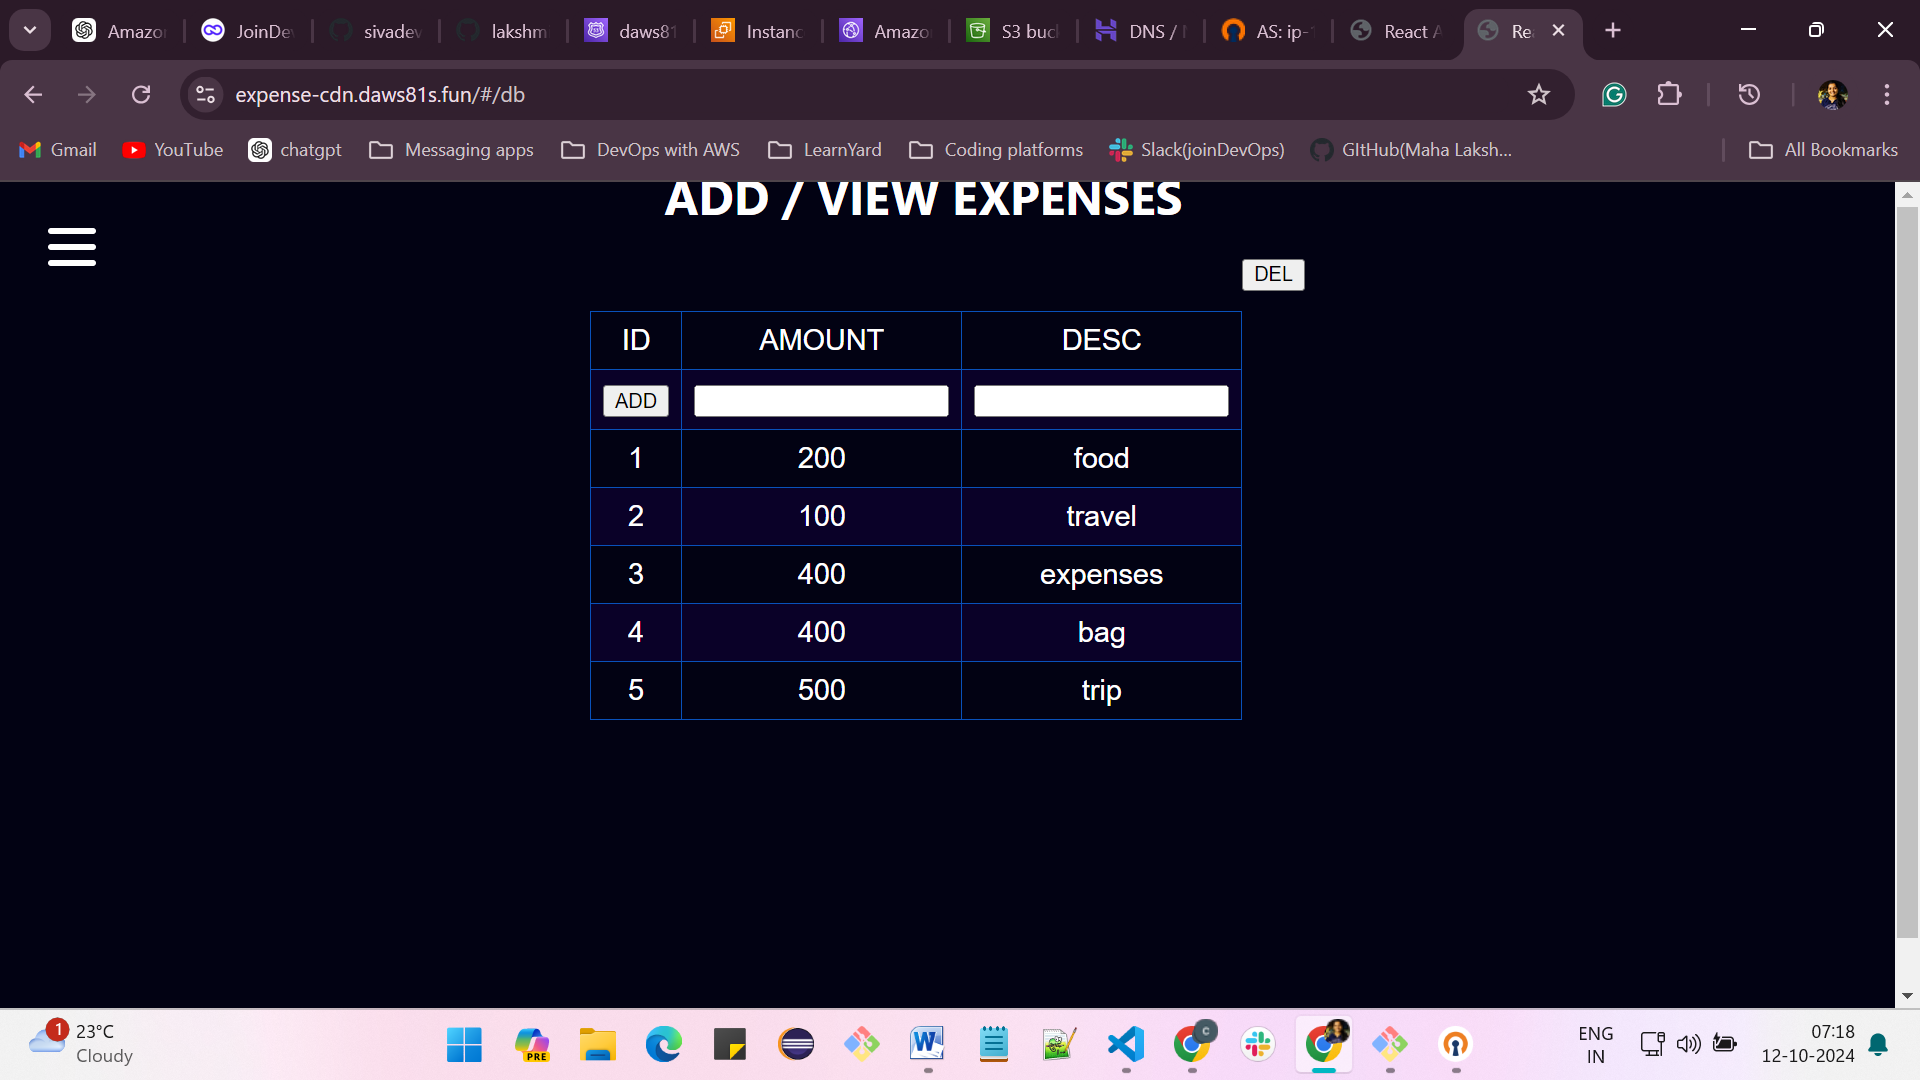 Amazo
JoinDe
sivadev
lakshm
daws81
Instanc
Amazo
S3 buc
DNS /
AS: ip-
React A
Re
expense-cdn.daws81s.fun/#/db
Gmail
YouTube
chatgpt
Messaging apps
DevOps with AWS
LearnYard
Coding platforms
Slack(joinDevOps)
GItHub(Maha Laksh...
All Bookmarks
ADD / VIEW EXPENSES
DEL
ID AMOUNT DESC
ADD
1 200 food
2 100 travel
3 400 expenses
4 400 bag
5 500 trip
1
23°C
Cloudy
PRE
C
ENG
IN
07:18
12-10-2024